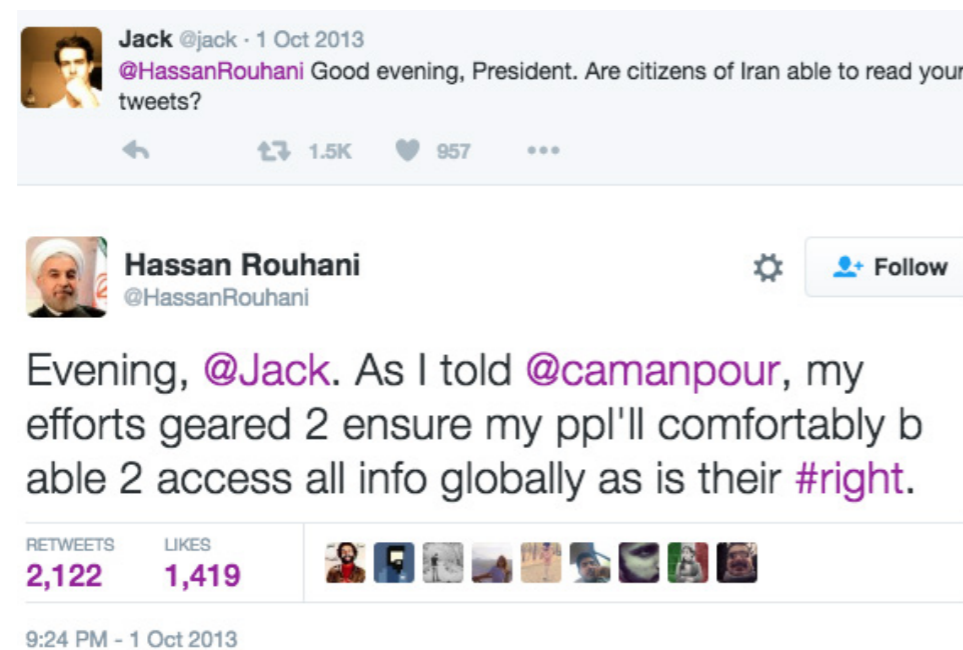 Jack @jack · 1 Oct 2013
@HassanRouhani Good evening, President. Are citizens of Iran able to read your
tweets?
1.5K 957
Hassan Rouhani
@HassanRouhani
Follow
Evening, @Jack. As I told @camanpour, my
efforts geared 2 ensure my ppl'll comfortably b
able 2 access all info globally as is their #right.
RETWEETS LIKES
2,122 1,419
9:24 PM - 1 Oct 2013